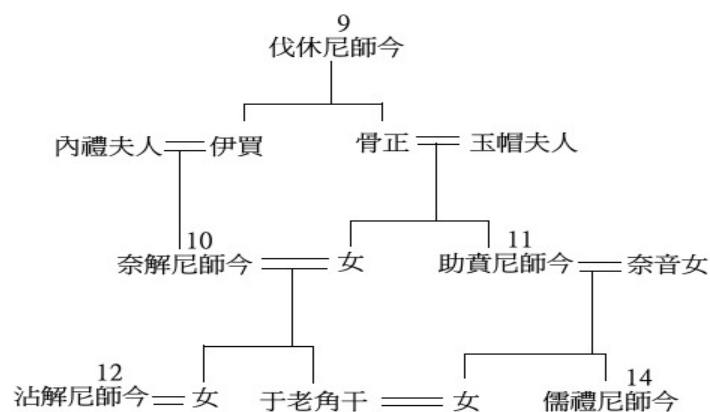 9
伐休尼師今
內禮夫人 伊買 骨正 玉帽夫人
10 11
奈解尼師今 女 助賁尼師今 奈音女
12 14
沾解尼師今 女 于老角干 女 儒禮尼師今